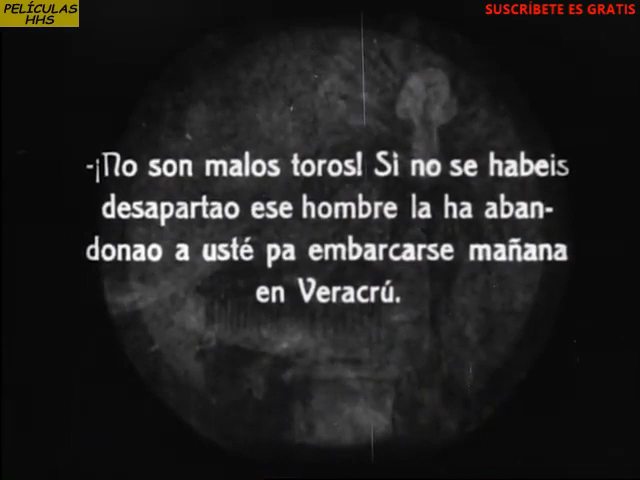 PELÍCULAS
HHS
SUSCRÍBETE ES GRATIS
-¡No son malos toros! Si no se habeis
desapartao ese hombre la ha aban-
donao a usté pa embarcarse mañana
en Veracrú.